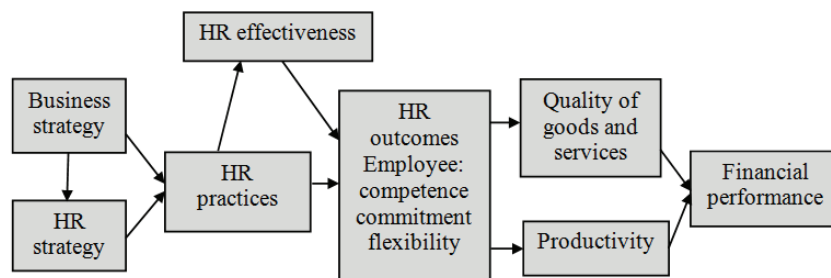 HR effectiveness
Business
strategy
HR
strategy
HR
practices
HR
outcomes
Employee:
competence
commitment
flexibility
Quality of
goods and
services
Productivity
Financial
performance